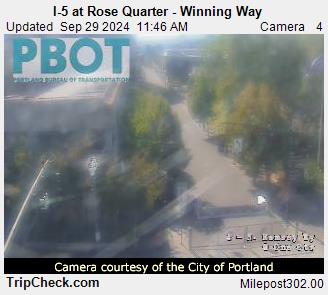 I-5 at Rose Quarter - Winning Way
Updated Sep 29 2024 11:46 AM Camera 4
PBOT
PORTLAND BUREAU OF TRANSPORTATION
Camera courtesy of the City of Portland
TripCheck.com Milepost302.00